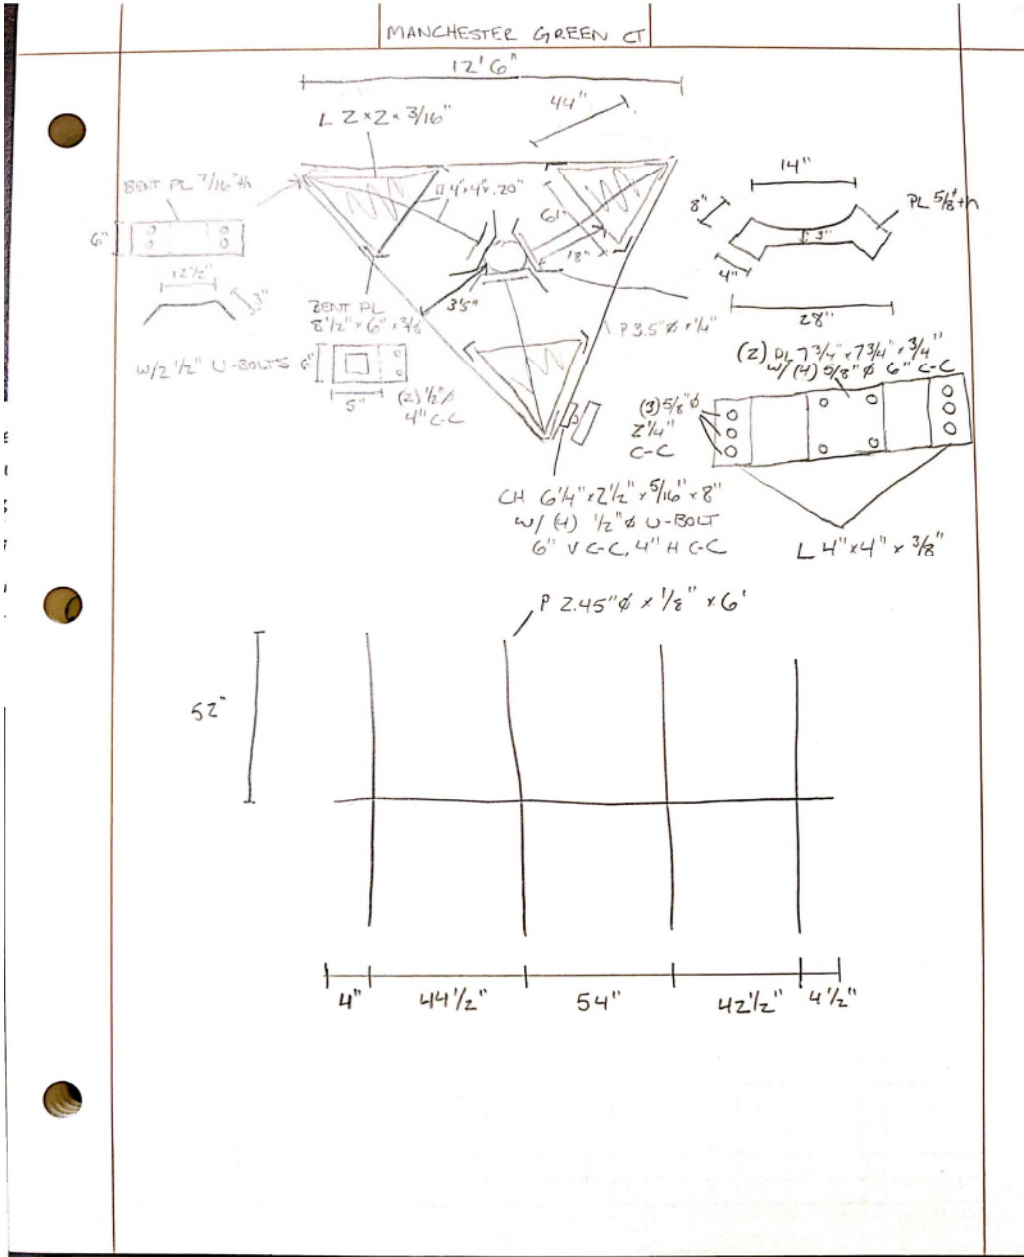 MANCHESTER GREEN CT
12' 6"
44"
L 2 × 2 × 3/16"
BENT PL 3/16" th
6"
12 1/2"
3"
W/2 1/2" U-BOLTS
4"×4"×.20"
61"
18"
3'5"
BENT PL
8 1/2" × 6" × 3/8
6"
5"
(2) 1/2"Ø
4" C-C
P 3.5"Ø × 1/4"
14"
8"
PL 5/8" th
3"
4"
28"
(2) PL 7 3/4" × 7 3/4" × 3/4"
W/ (4) 5/8" Ø 6" C-C
(3) 5/8" Ø
2 1/4"
C-C
CH 6 1/4" × 2 1/2" × 5/16" × 8"
W/ (4) 1/2" Ø U-BOLT
6" V C-C, 4" H C-C
L 4" × 4" × 3/8"
P 2.45"Ø × 1/8" × 6'
52"
4"
44 1/2"
54"
42 1/2"
4 1/2"